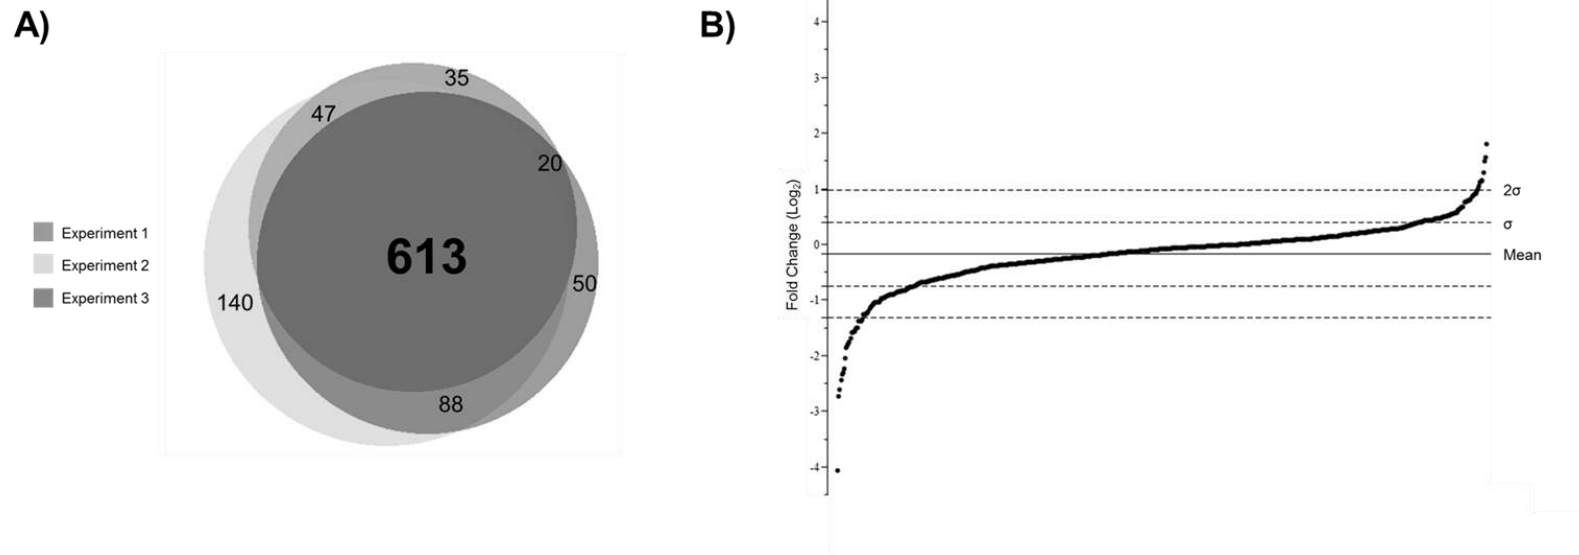 A)
35
47
20
Experiment 1
Experiment 2
Experiment 3
613
140
50
88
B)
4
3
2
1
0
-1
-2
-3
-4
Fold Change (Log2)
2σ
σ
Mean